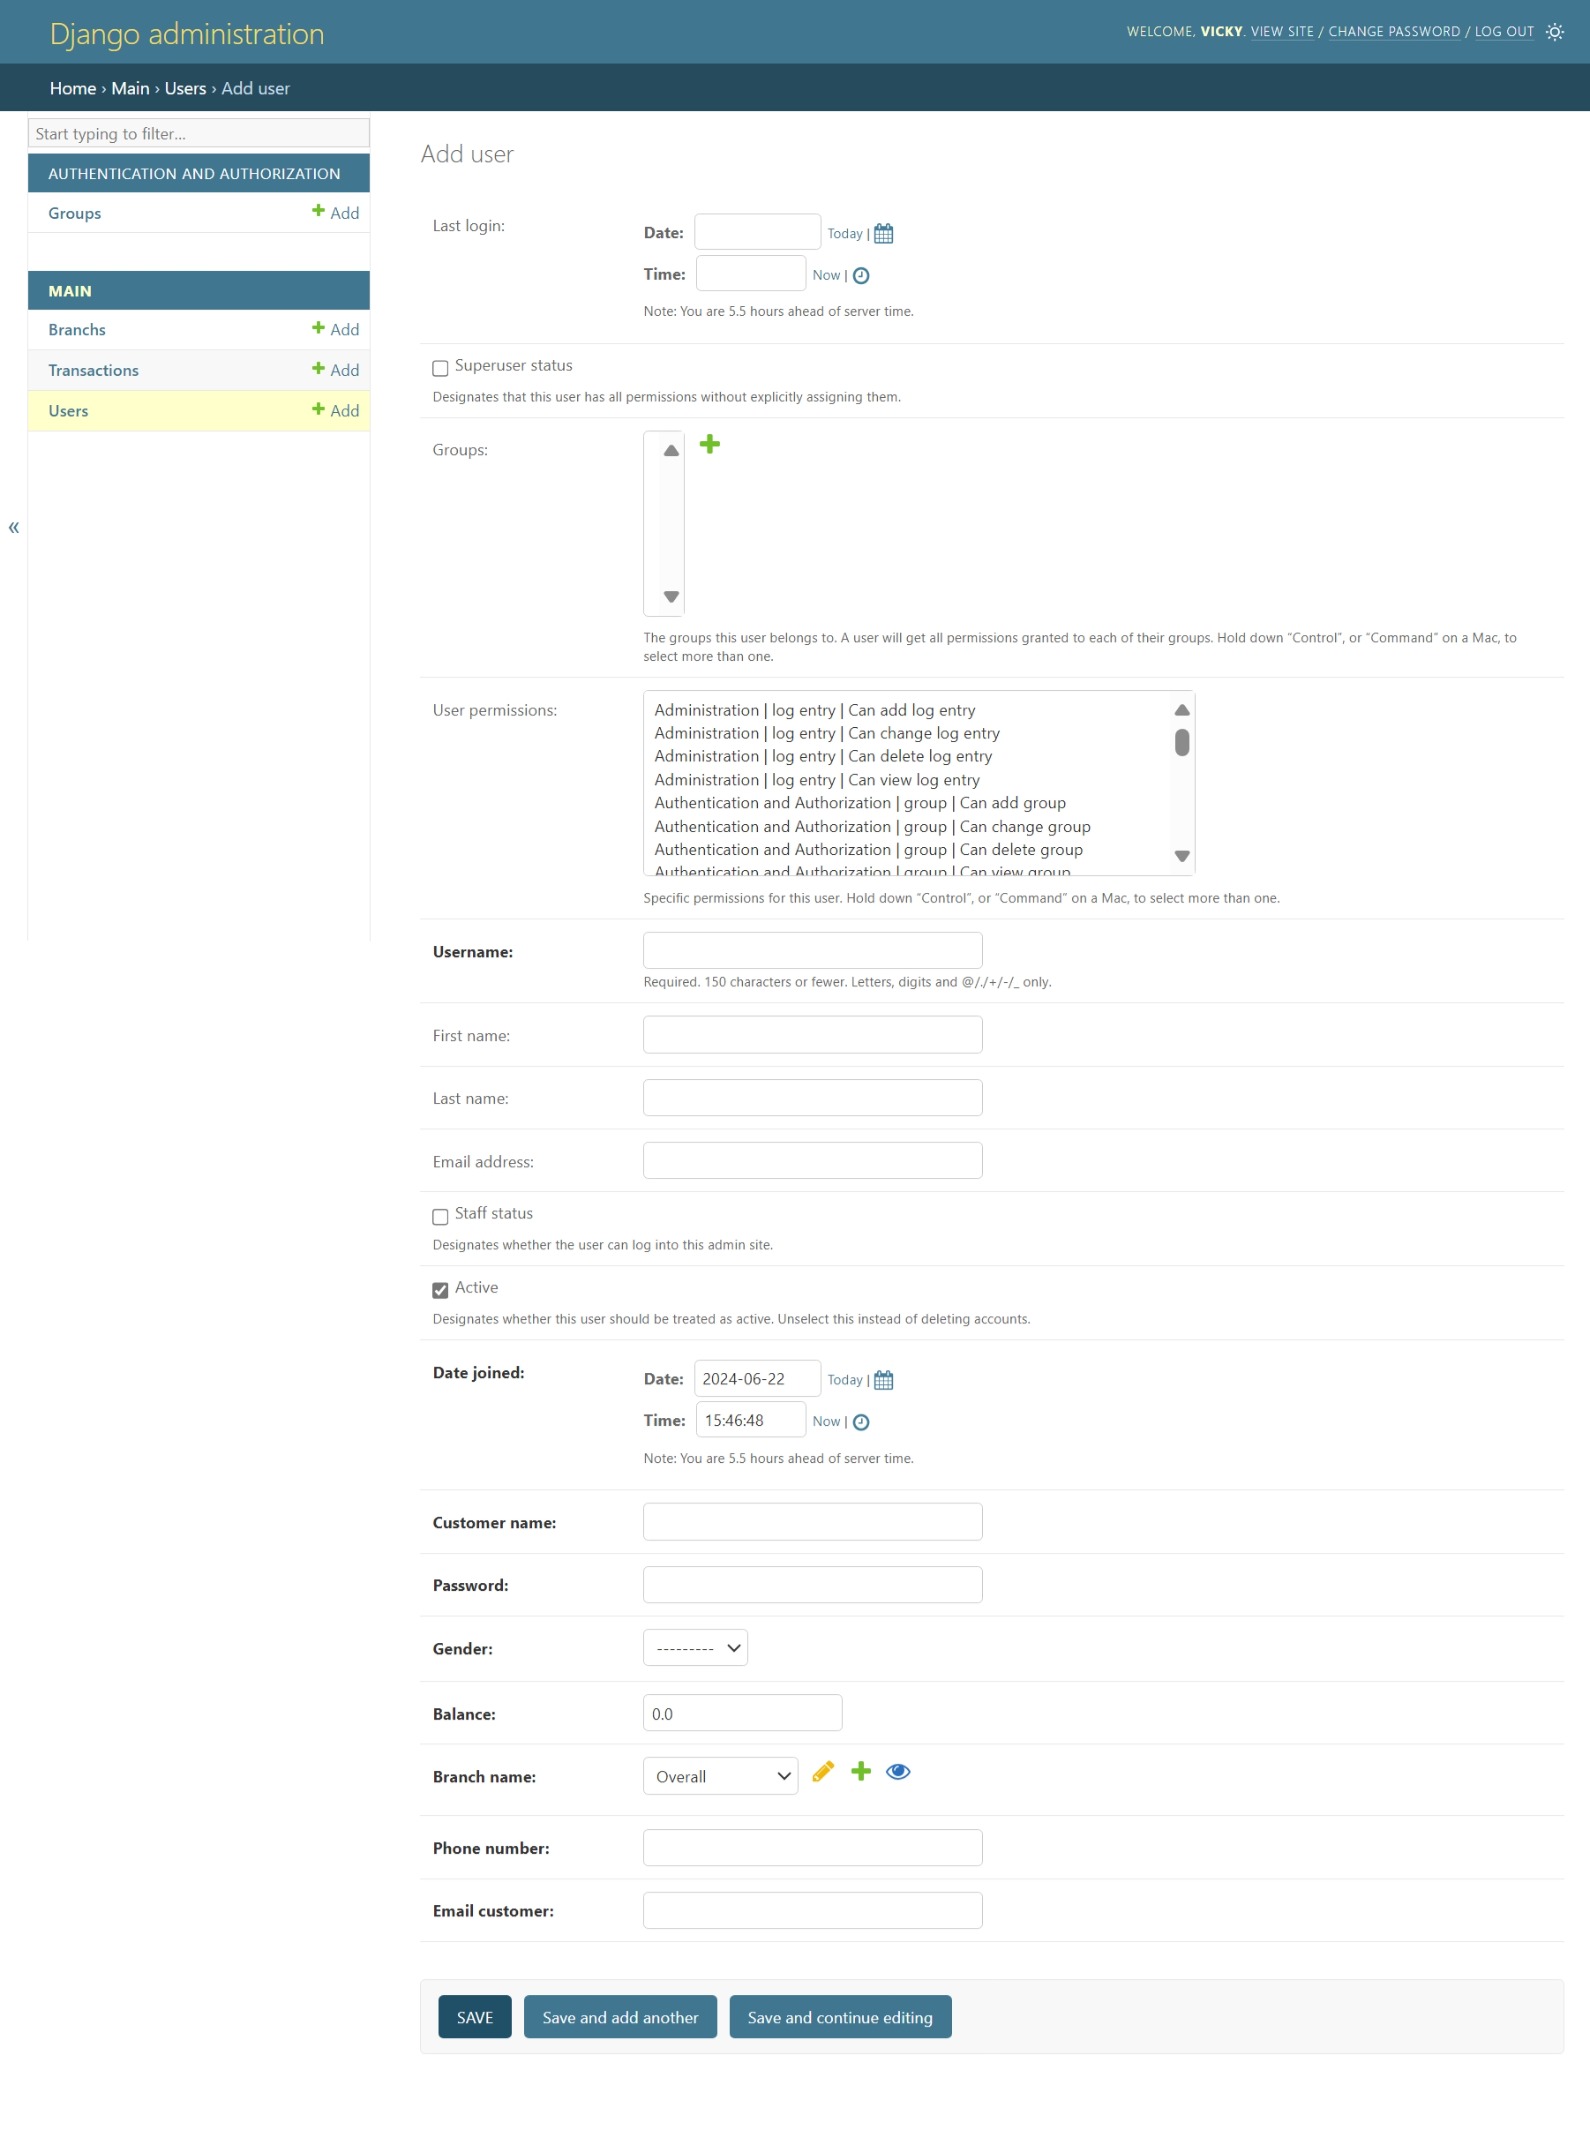 Django administration
WELCOME, VICKY. VIEW SITE / CHANGE PASSWORD / LOG OUT
Home › Main › Users › Add user
Start typing to filter...
AUTHENTICATION AND AUTHORIZATION
Groups
Add
MAIN
Branchs
Add
Transactions
Add
Users
Add
«
Add user
Last login:
Date:
Today |
Time:
Now |
Note: You are 5.5 hours ahead of server time.
Superuser status
Designates that this user has all permissions without explicitly assigning them.
Groups:
The groups this user belongs to. A user will get all permissions granted to each of their groups. Hold down “Control”, or “Command” on a Mac, to
select more than one.
User permissions:
Administration | log entry | Can add log entry
Administration | log entry | Can change log entry
Administration | log entry | Can delete log entry
Administration | log entry | Can view log entry
Authentication and Authorization | group | Can add group
Authentication and Authorization | group | Can change group
Authentication and Authorization | group | Can delete group
Authentication and Authorization | group | Can view group
Specific permissions for this user. Hold down “Control”, or “Command” on a Mac, to select more than one.
Username:
Required. 150 characters or fewer. Letters, digits and @/./+/-/_ only.
First name:
Last name:
Email address:
Staff status
Designates whether the user can log into this admin site.
Active
Designates whether this user should be treated as active. Unselect this instead of deleting accounts.
Date joined:
Date: 2024-06-22 Today |
Time: 15:46:48 Now |
Note: You are 5.5 hours ahead of server time.
Customer name:
Password:
Gender:
---------
Balance:
0.0
Branch name:
Overall
Phone number:
Email customer:
SAVE
Save and add another
Save and continue editing